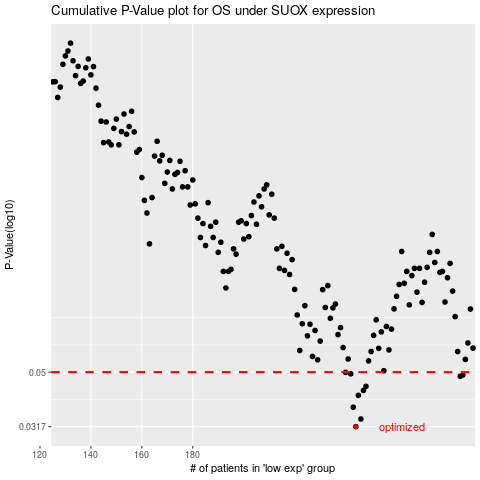 Cumulative P-Value plot for OS under SUOX expression
P-Value(log10)
0.05
0.0317
optimized
120
140
160
180
# of patients in 'low exp' group